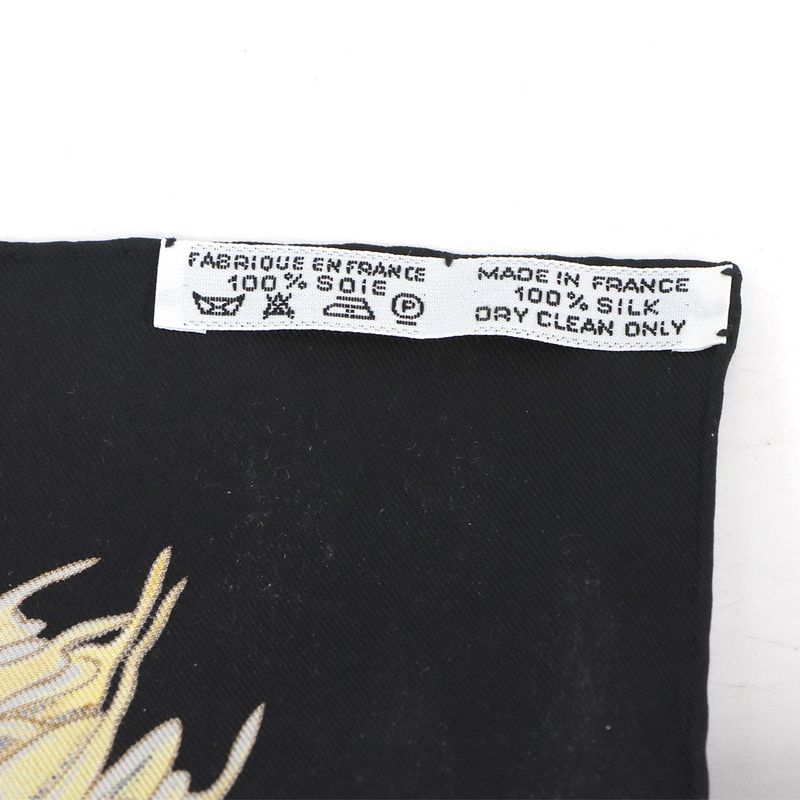 FABRIQUE EN FRANCE
100% SOIE
P
MADE IN FRANCE
100% SILK
DRY CLEAN ONLY